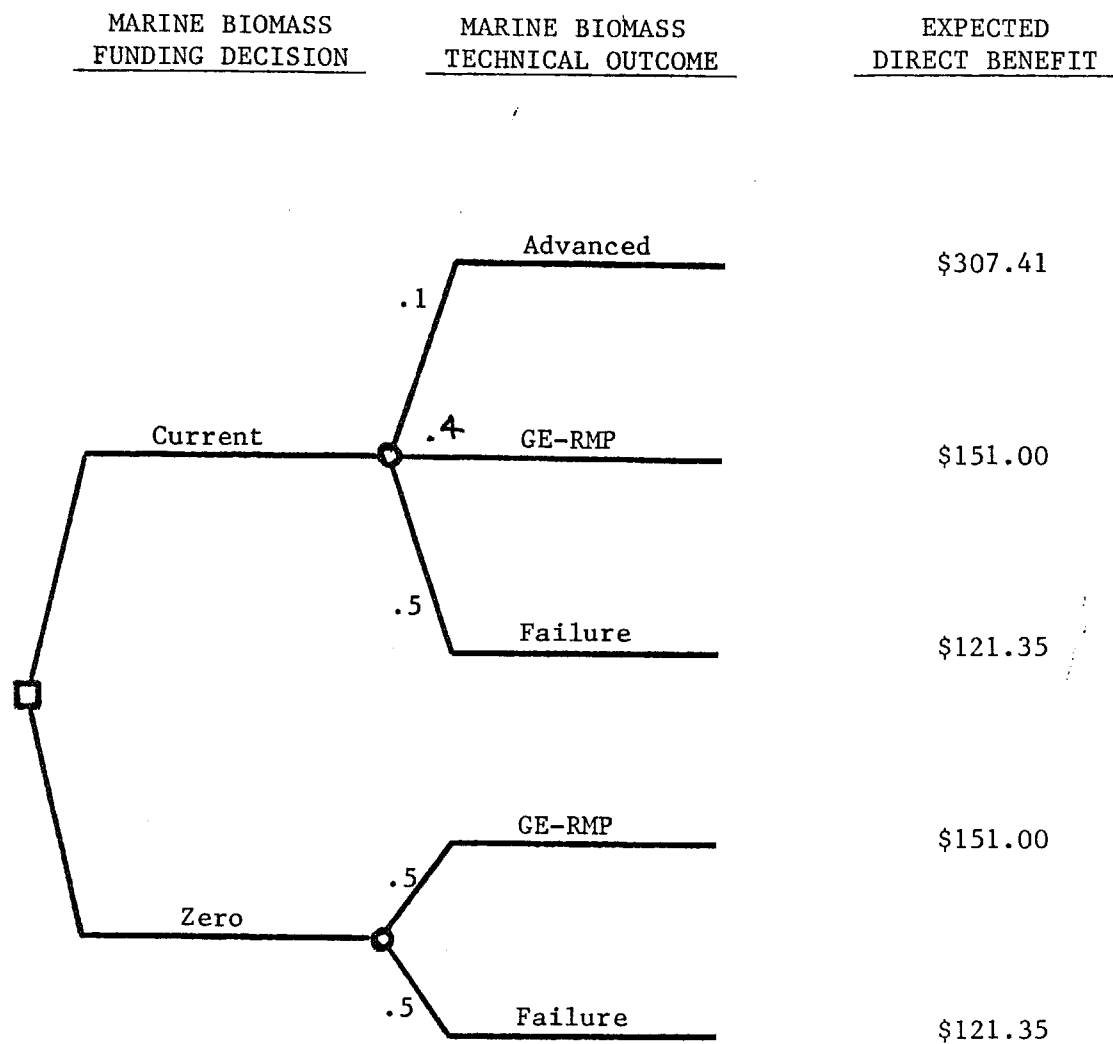 MARINE BIOMASS
FUNDING DECISION
MARINE BIOMASS
TECHNICAL OUTCOME
EXPECTED
DIRECT BENEFIT
Advanced
$307.41
.1
Current
.4
GE-RMP
$151.00
.5
Failure
$121.35
GE-RMP
$151.00
.5
Zero
.5
Failure
$121.35